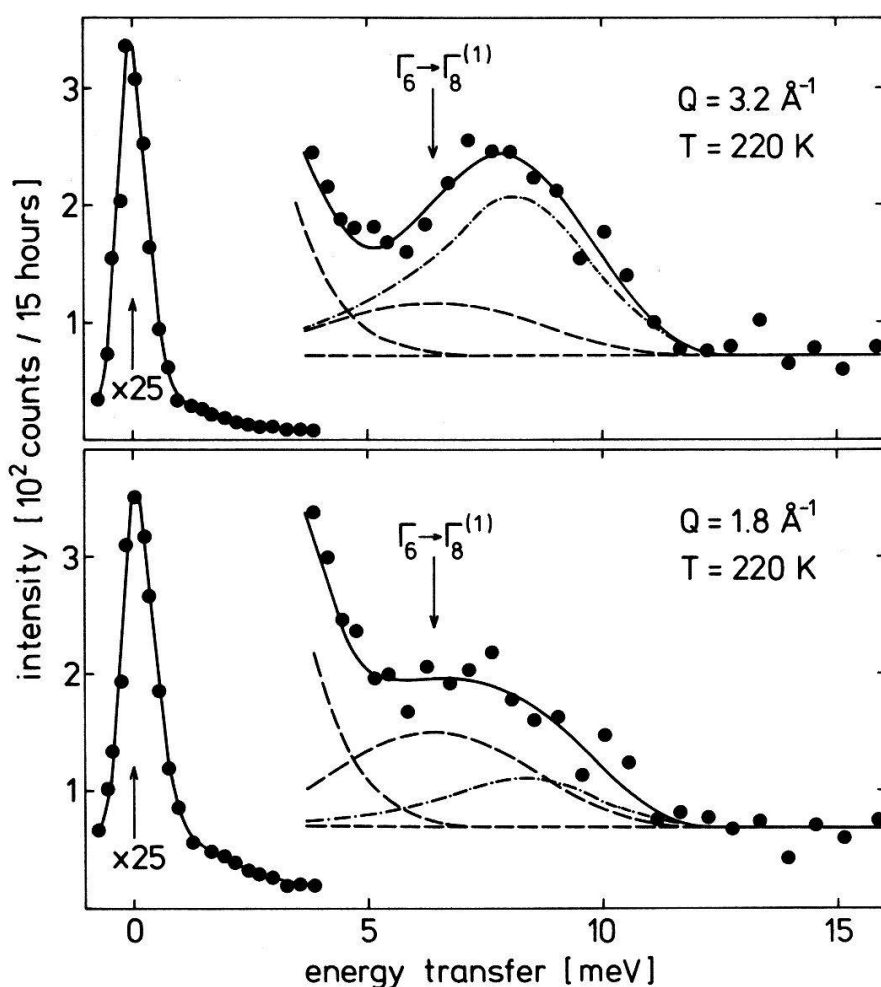 Γ₆→Γ₈⁽¹⁾
Q = 3.2 Å⁻¹
T = 220 K
3
2
1
×25
Γ₆→Γ₈⁽¹⁾
Q = 1.8 Å⁻¹
T = 220 K
3
2
1
×25
0 5 10 15
energy transfer [meV]
intensity [10² counts / 15 hours]